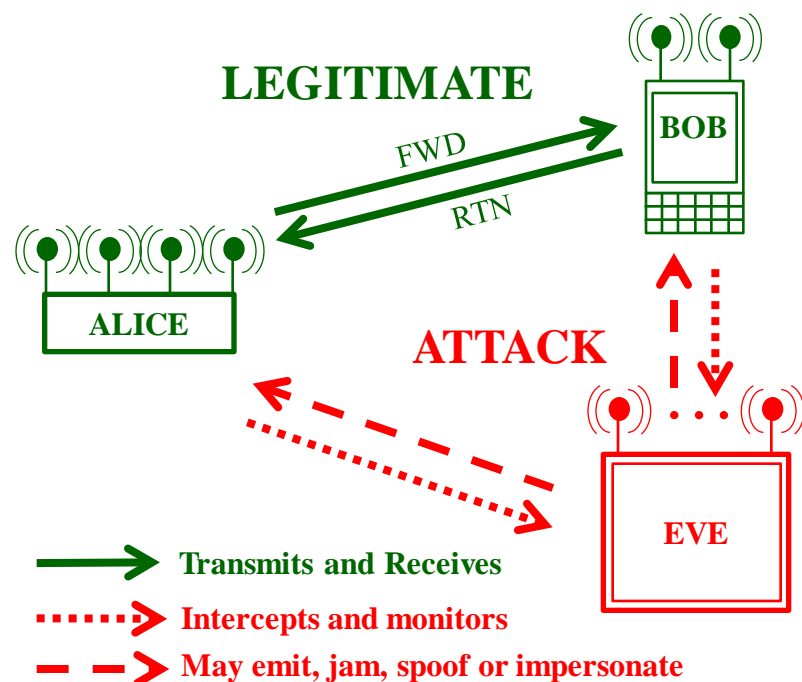 LEGITIMATE
BOB
FWD
RTN
ALICE
ATTACK
EVE
Transmits and Receives
Intercepts and monitors
May emit, jam, spoof or impersonate